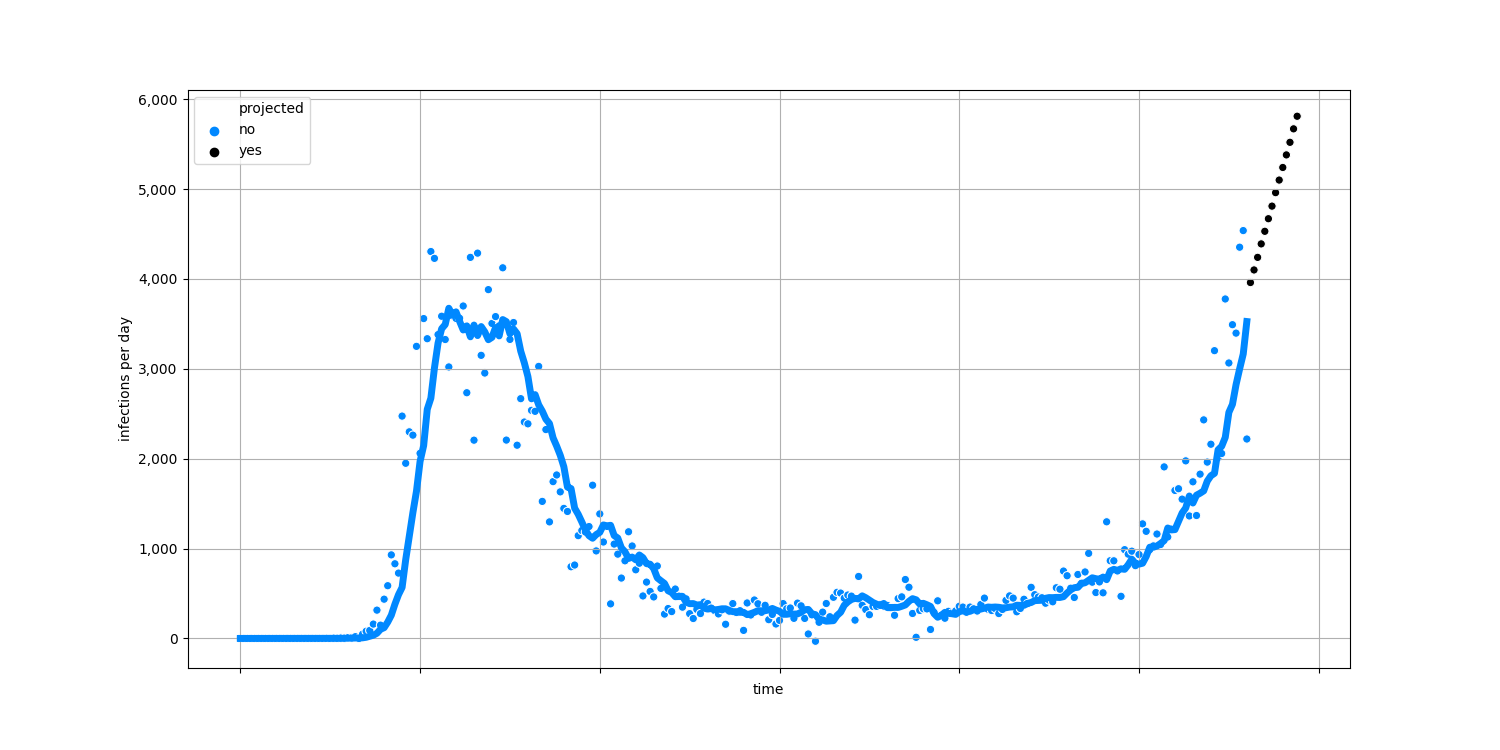 6,000
5,000
4,000
3,000
2,000
1,000
0
infections per day
time
projected
no
yes